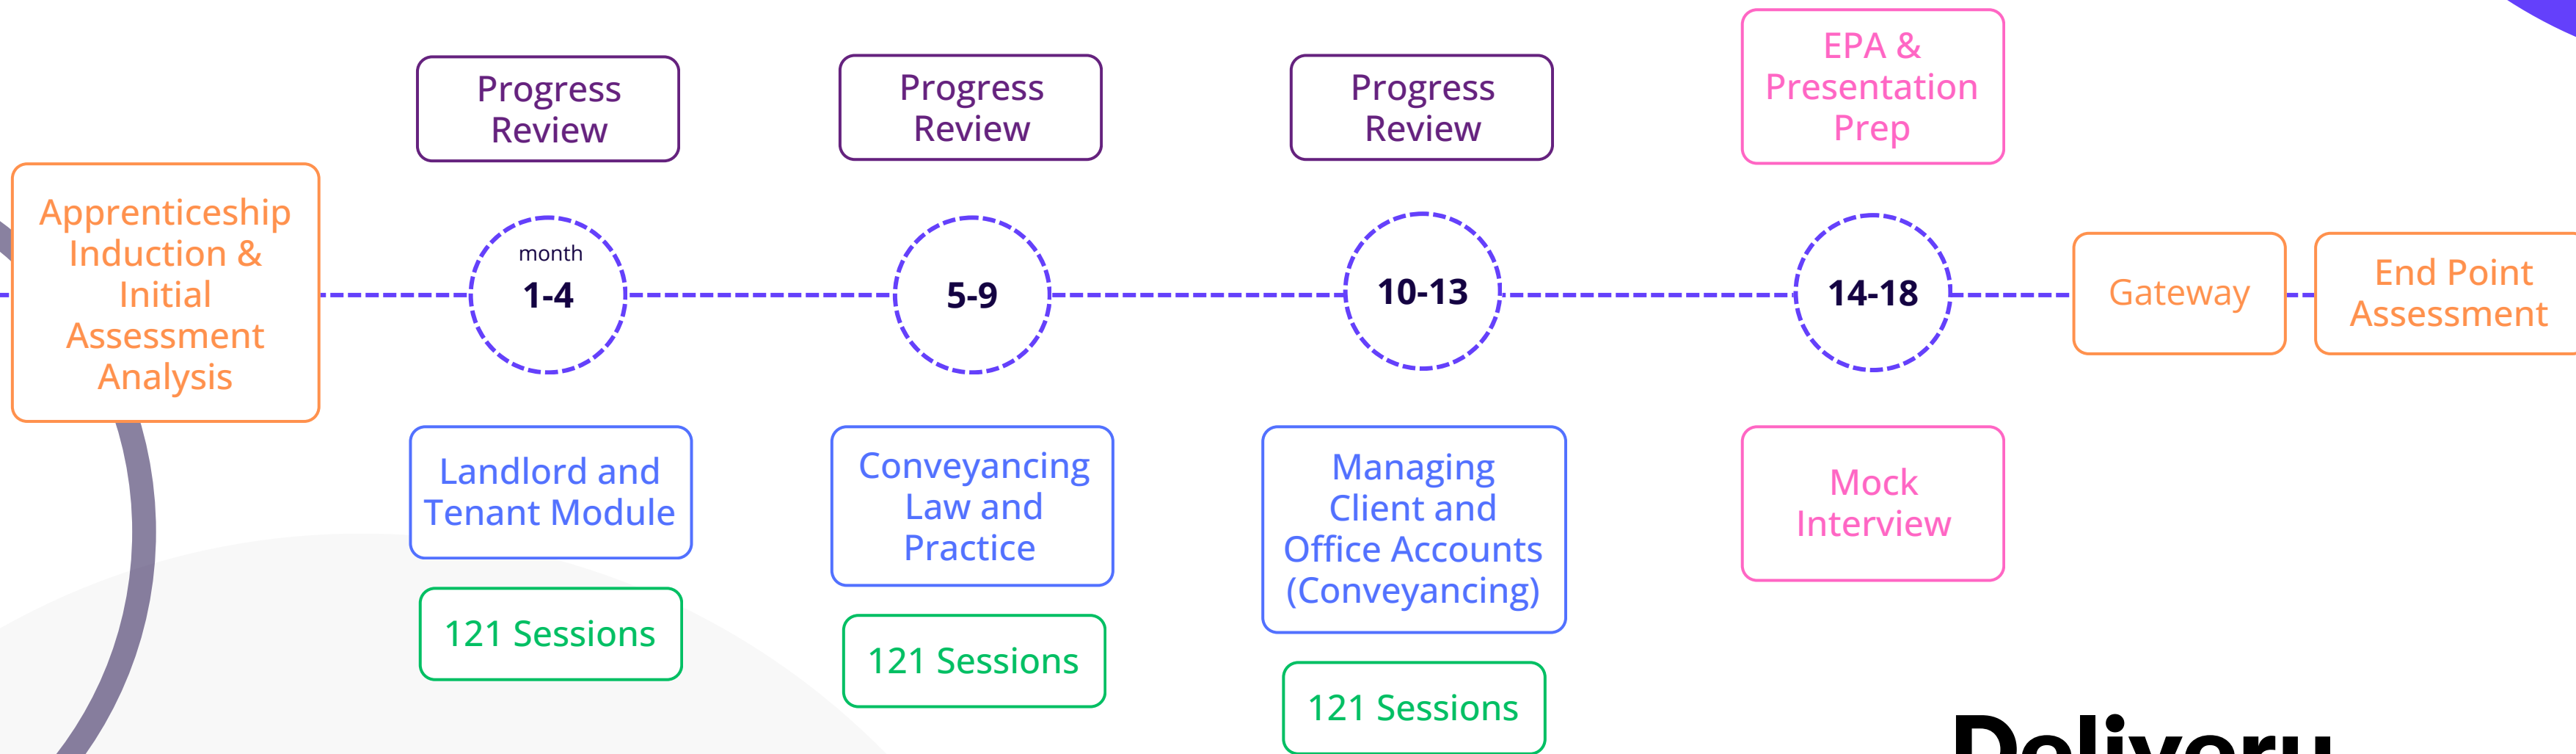 Apprenticeship
Induction &
Initial
Assessment
Analysis
Progress
Review
month
1-4
Landlord and
Tenant Module
121 Sessions
Progress
Review
5-9
Conveyancing
Law and
Practice
121 Sessions
Progress
Review
10-13
Managing
Client and
Office Accounts
(Conveyancing)
121 Sessions
EPA &
Presentation
Prep
14-18
Mock
Interview
Gateway
End Point
Assessment
Delivery